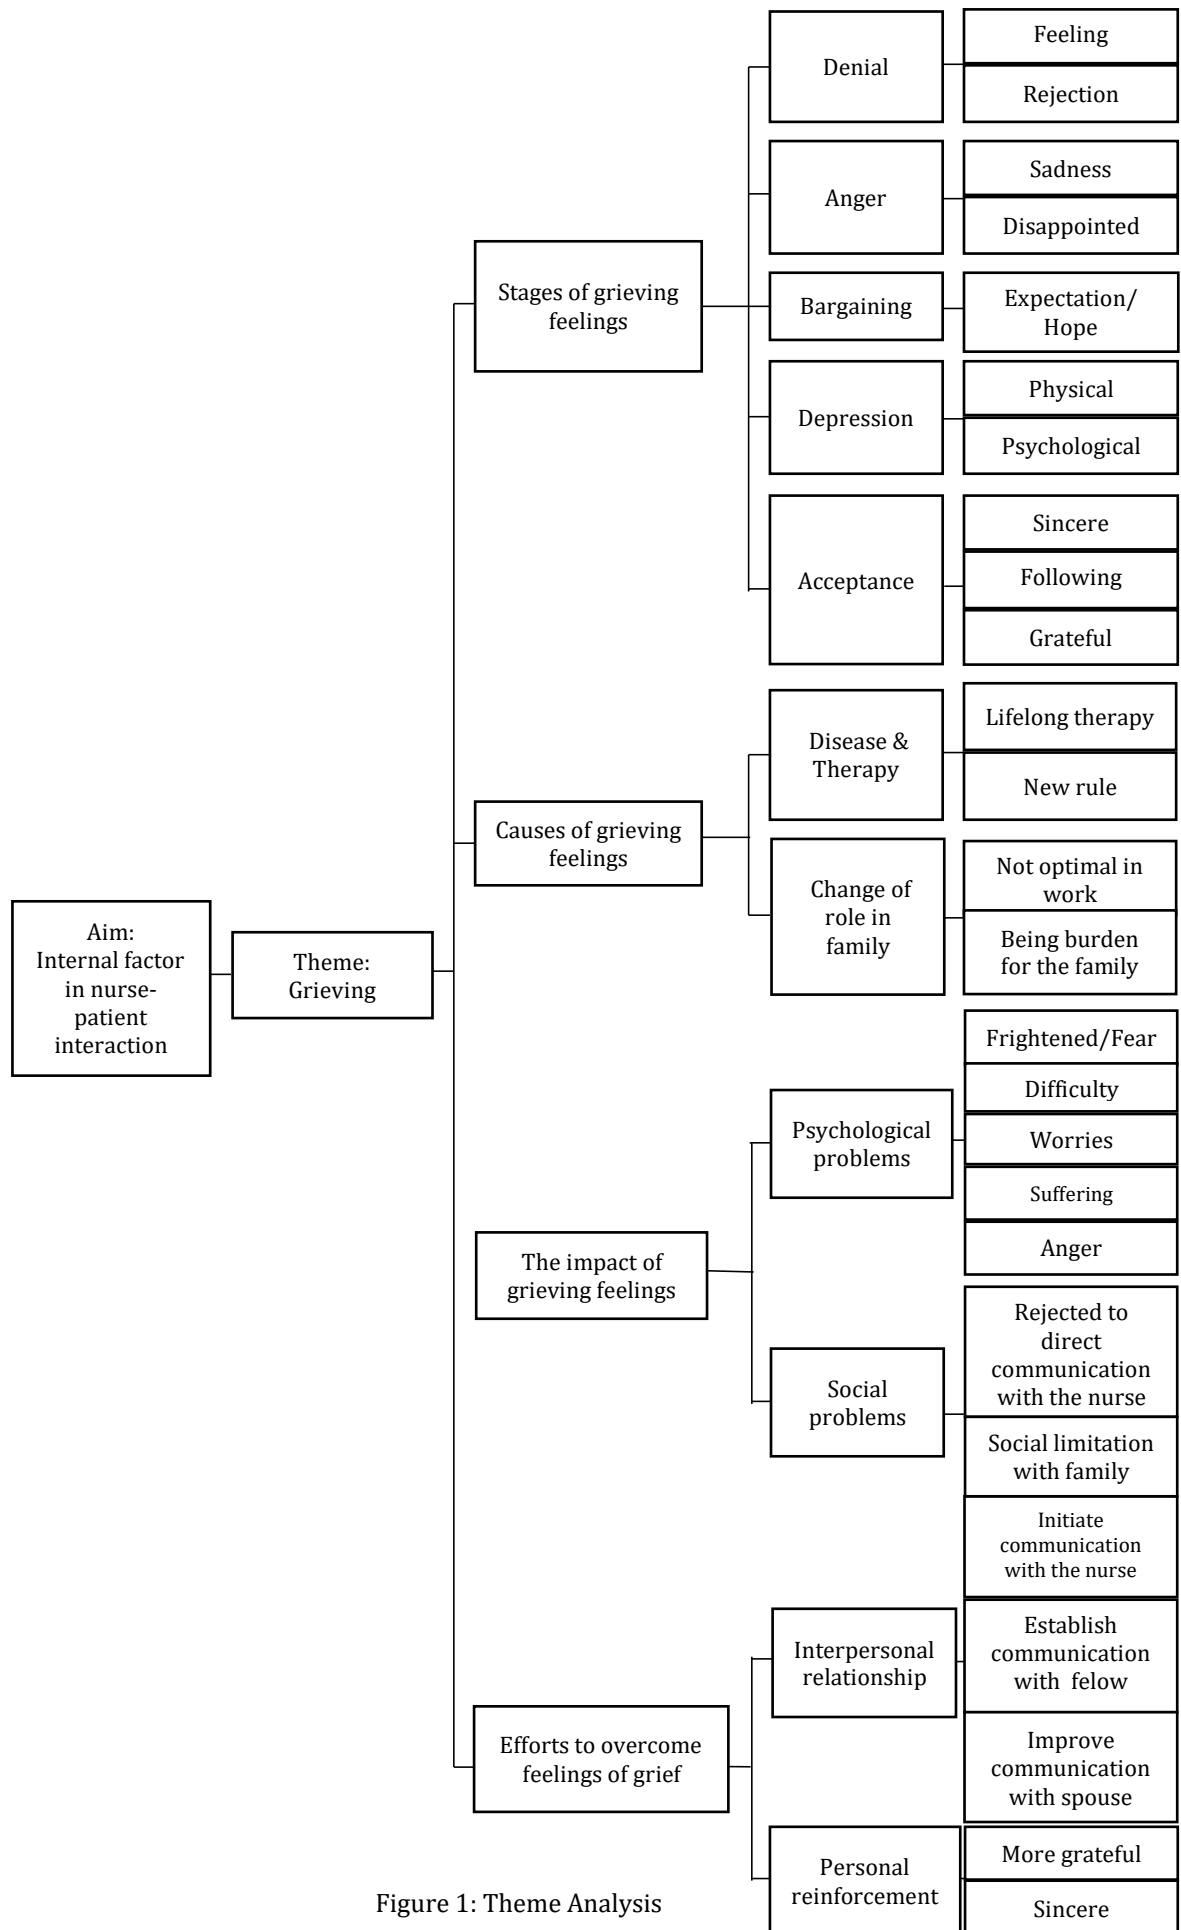 Aim:
Internal factor
in nurse-
patient
interaction
Theme:
Grieving
Stages of grieving
feelings
Denial
Feeling
Rejection
Anger
Sadness
Disappointed
Bargaining
Expectation/
Hope
Depression
Physical
Psychological
Acceptance
Sincere
Following
Grateful
Causes of grieving
feelings
Disease &
Therapy
Lifelong therapy
New rule
Change of
role in
family
Not optimal in
work
Being burden
for the family
The impact of
grieving feelings
Psychological
problems
Frightened/Fear
Difficulty
Worries
Suffering
Anger
Social
problems
Rejected to
direct
communication
with the nurse
Social limitation
with family
Efforts to overcome
feelings of grief
Interpersonal
relationship
Initiate
communication
with the nurse
Establish
communication
with  felow
Improve
communication
with spouse
Personal
reinforcement
More grateful
Sincere
Figure 1: Theme Analysis